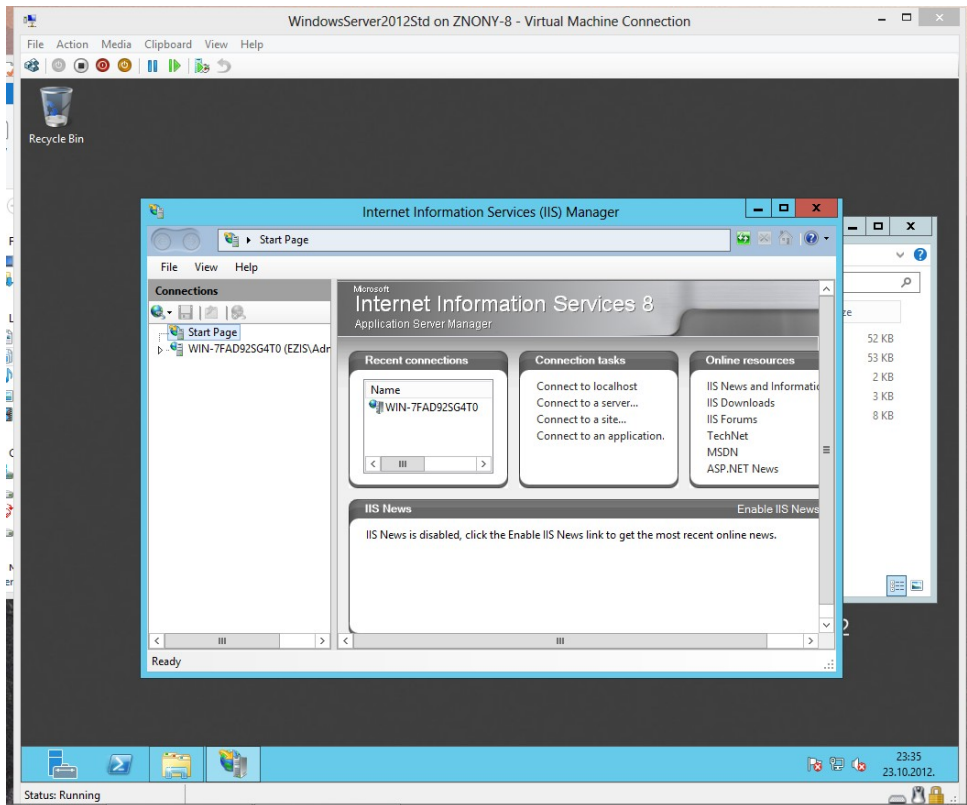 WindowsServer2012Std on ZNONY-8 - Virtual Machine Connection
File Action Media Clipboard View Help
Recycle Bin
Internet Information Services (IIS) Manager
Start Page
File View Help
Connections
Start Page
WIN-7FAD92SG4T0 (EZIS\Adr
Microsoft
Internet Information Services 8
Application Server Manager
Recent connections
Name
WIN-7FAD92SG4T0
Connection tasks
Connect to localhost
Connect to a server...
Connect to a site...
Connect to an application.
Online resources
IIS News and Informatic
IIS Downloads
IIS Forums
TechNet
MSDN
ASP.NET News
IIS News
Enable IIS News
IIS News is disabled, click the Enable IIS News link to get the most recent online news.
Ready
ze
52 KB
53 KB
2 KB
3 KB
8 KB
2
23:35
23.10.2012.
Status: Running